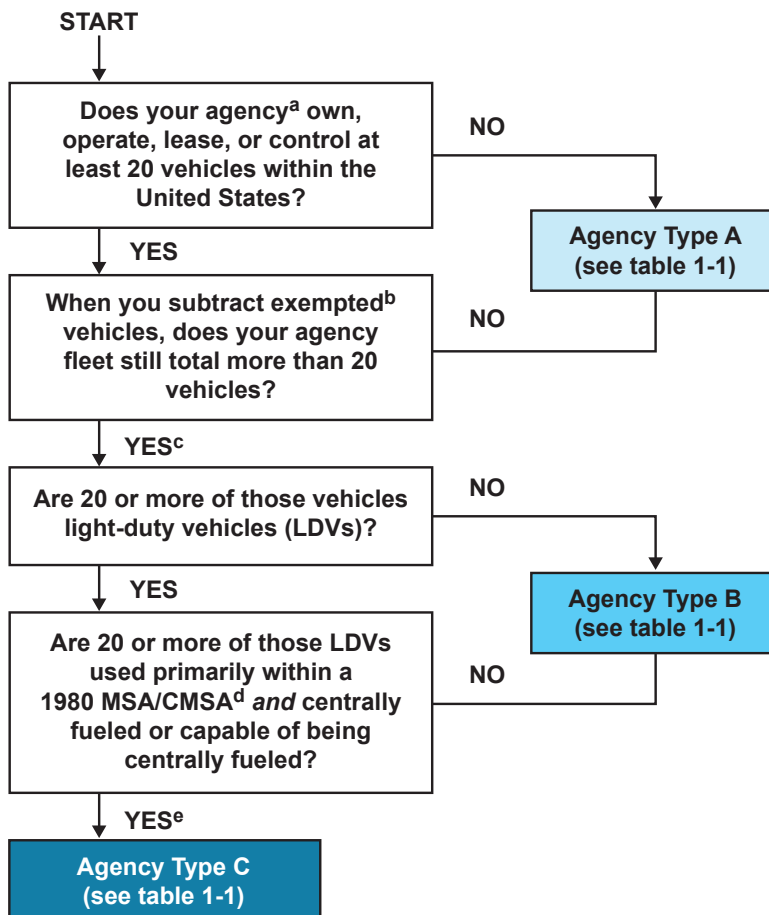 START
Does your agencyᵃ own,
operate, lease, or control at
least 20 vehicles within the
United States?
NO
Agency Type A
(see table 1-1)
YES
When you subtract exemptedᵇ
vehicles, does your agency
fleet still total more than 20
vehicles?
NO
YESᶜ
Are 20 or more of those vehicles
light-duty vehicles (LDVs)?
NO
Agency Type B
(see table 1-1)
YES
Are 20 or more of those LDVs
used primarily within a
1980 MSA/CMSAᵈ and centrally
fueled or capable of being
centrally fueled?
NO
YESᵉ
Agency Type C
(see table 1-1)